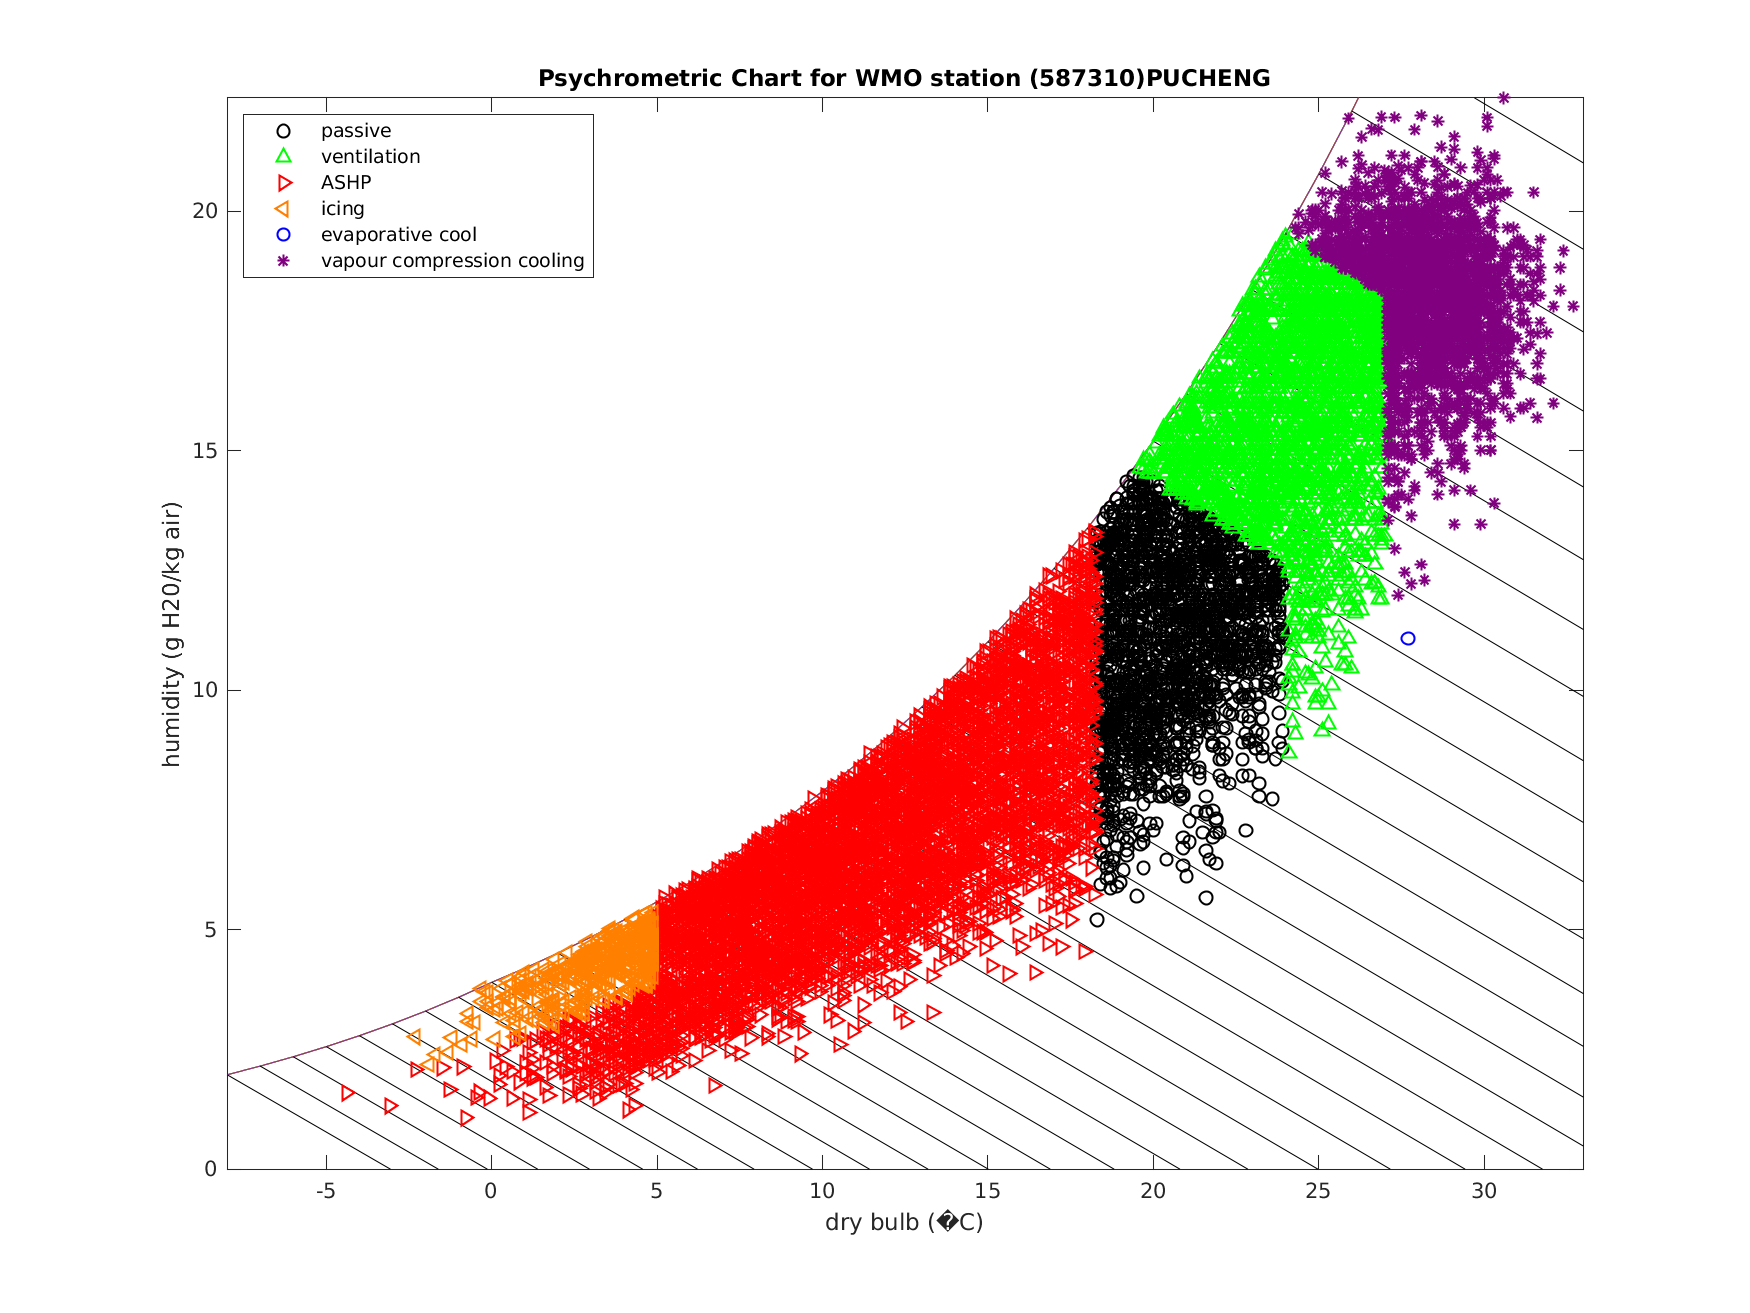 Psychrometric Chart for WMO station (587310)PUCHENG
passive
ventilation
ASHP
icing
evaporative cool
vapour compression cooling
20
15
10
5
0
humidity (g H20/kg air)
-5 0 5 10 15 20 25 30
dry bulb (�C)